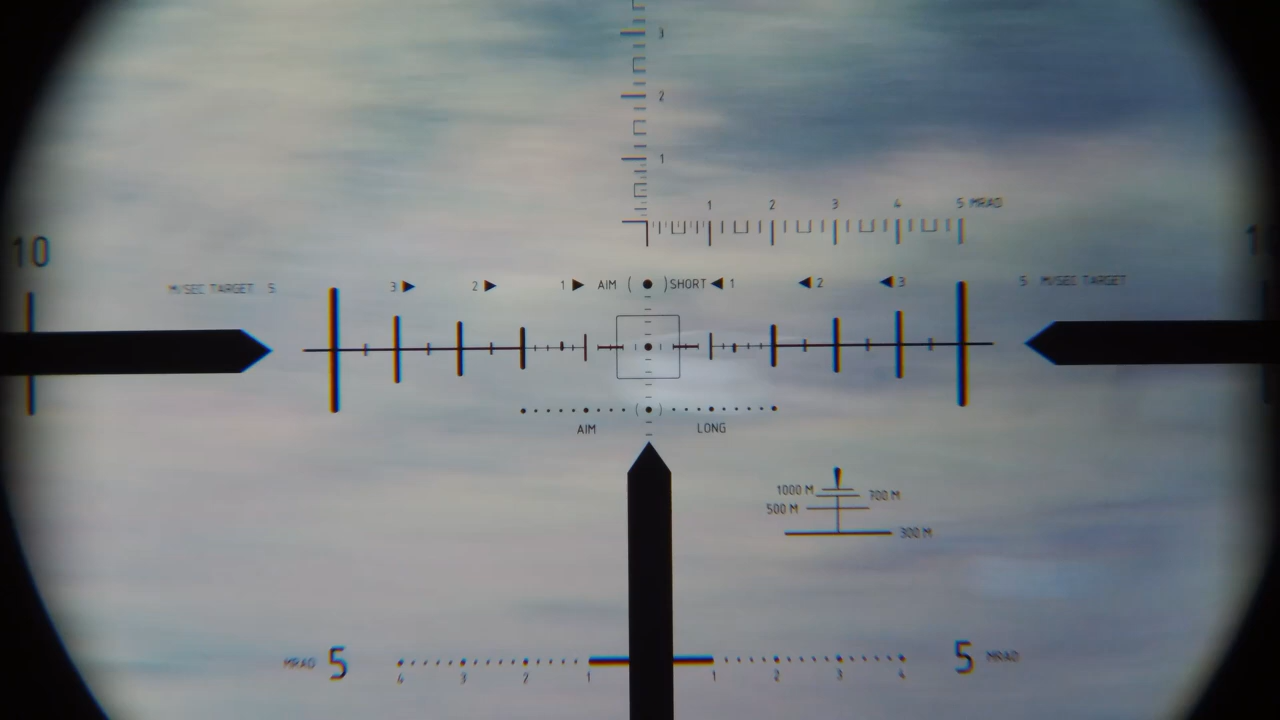 3
2
1
1 2 3 4 5 MRAD
10
M/SEC TARGET 5 3 2 1 AIM ( ) SHORT 1 2 3 5 M/SEC TARGET
( )
AIM LONG
1000 M 700 M
500 M
300 M
MRAD 5 5 MRAD
4 3 2 1 1 2 3 4